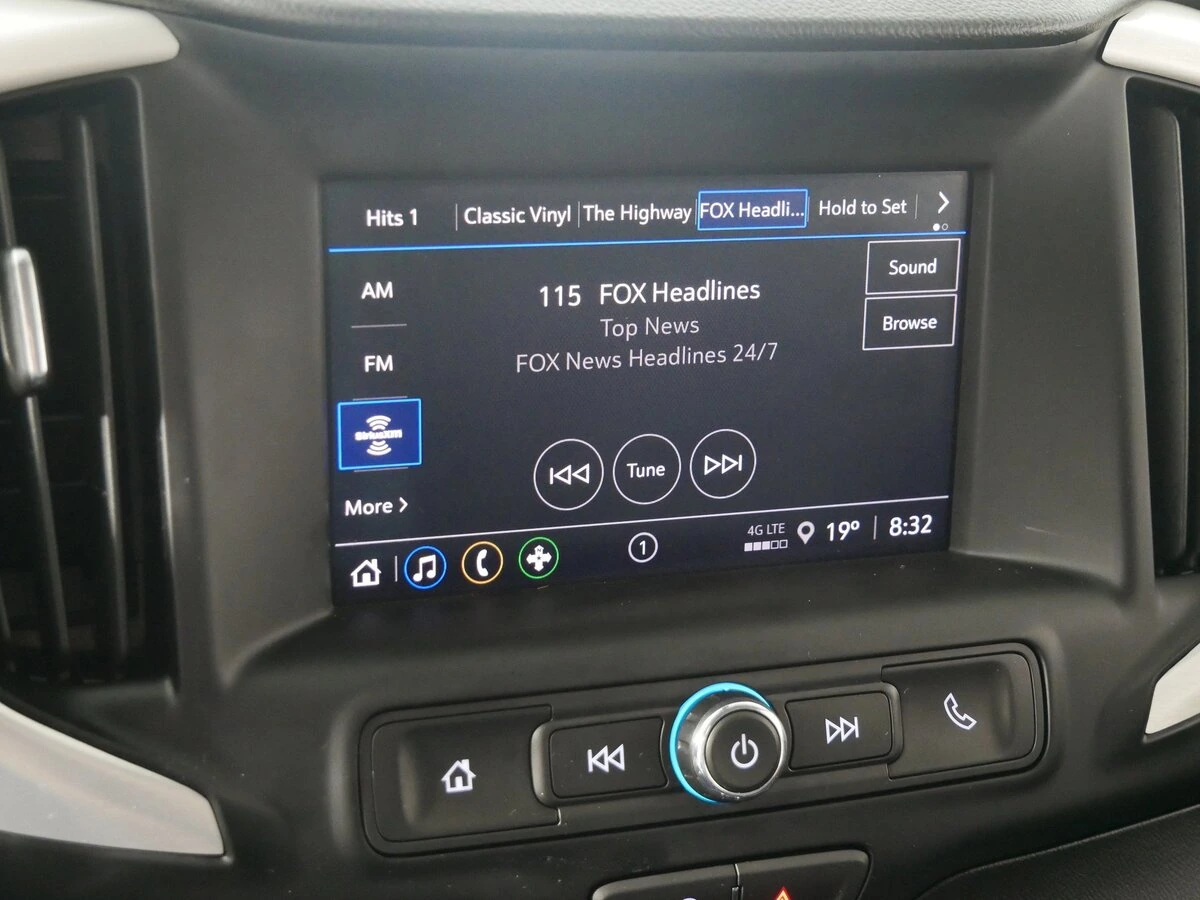 Hits 1
Classic Vinyl
The Highway
FOX Headli...
Hold to Set
AM
FM
SiriusXM
More
115 FOX Headlines
Top News
FOX News Headlines 24/7
Sound
Browse
Tune
1
4G LTE
19°
8:32